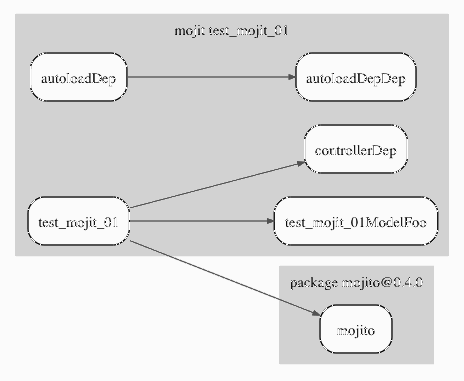 mojit test_mojit_01
autoloadDep autoloadDepDep
controllerDep
test_mojit_01 test_mojit_01ModelFoo
package mojito@0.4.0
mojito